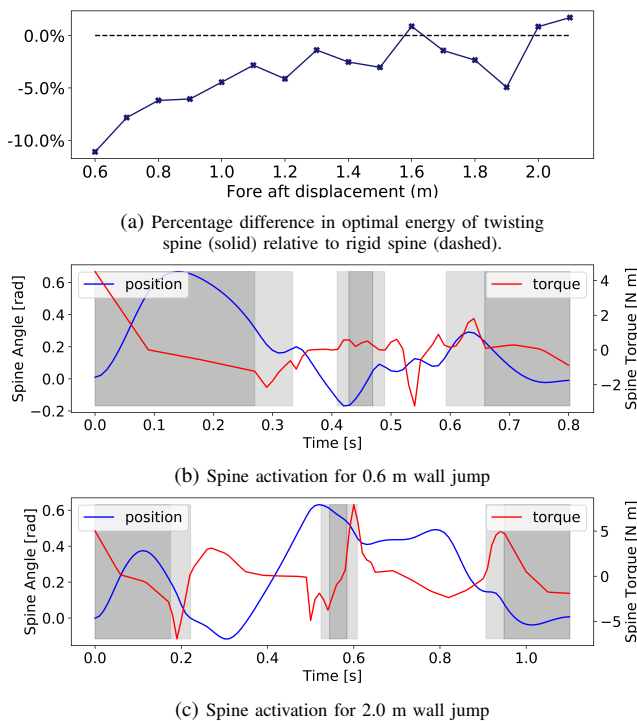 0.0%
-5.0%
-10.0%
0.6 0.8 1.0 1.2 1.4 1.6 1.8 2.0
Fore aft displacement (m)
(a) Percentage difference in optimal energy of twisting
spine (solid) relative to rigid spine (dashed).
Spine Angle [rad]
0.6
0.4
0.2
0.0
−0.2
position
torque
4
2
0
−2
Spine Torque [N m]
0.0 0.1 0.2 0.3 0.4 0.5 0.6 0.7 0.8
Time [s]
(b) Spine activation for 0.6 m wall jump
Spine Angle [rad]
0.6
0.4
0.2
0.0
position
torque
5
0
−5
Spine Torque [N m]
0.0 0.2 0.4 0.6 0.8 1.0
Time [s]
(c) Spine activation for 2.0 m wall jump